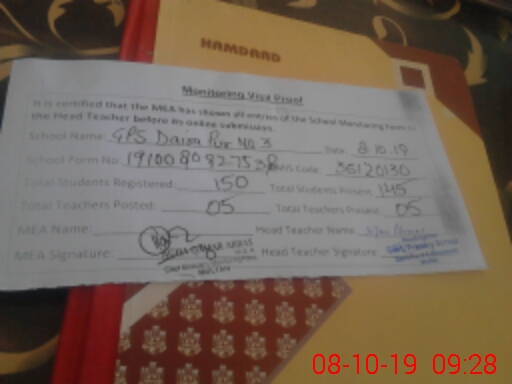 HAMDARD
Monitoring Visa Proof
It is certified that the MEA has shown all entries of the School Monitoring Form to
the Head Teacher before its online submission.
School Name: GPS Daira Pur No 3 Date: 8.10.19
School Form No: EMIS Code: 36120130
Total Students Registered: 150 Total Students Present: 145
Total Teachers Posted: 05 Total Teachers Present: 05
MEA Name: Head Teacher Name:
MEA Signature: Head Teacher Signature:
08-10-19 09:28